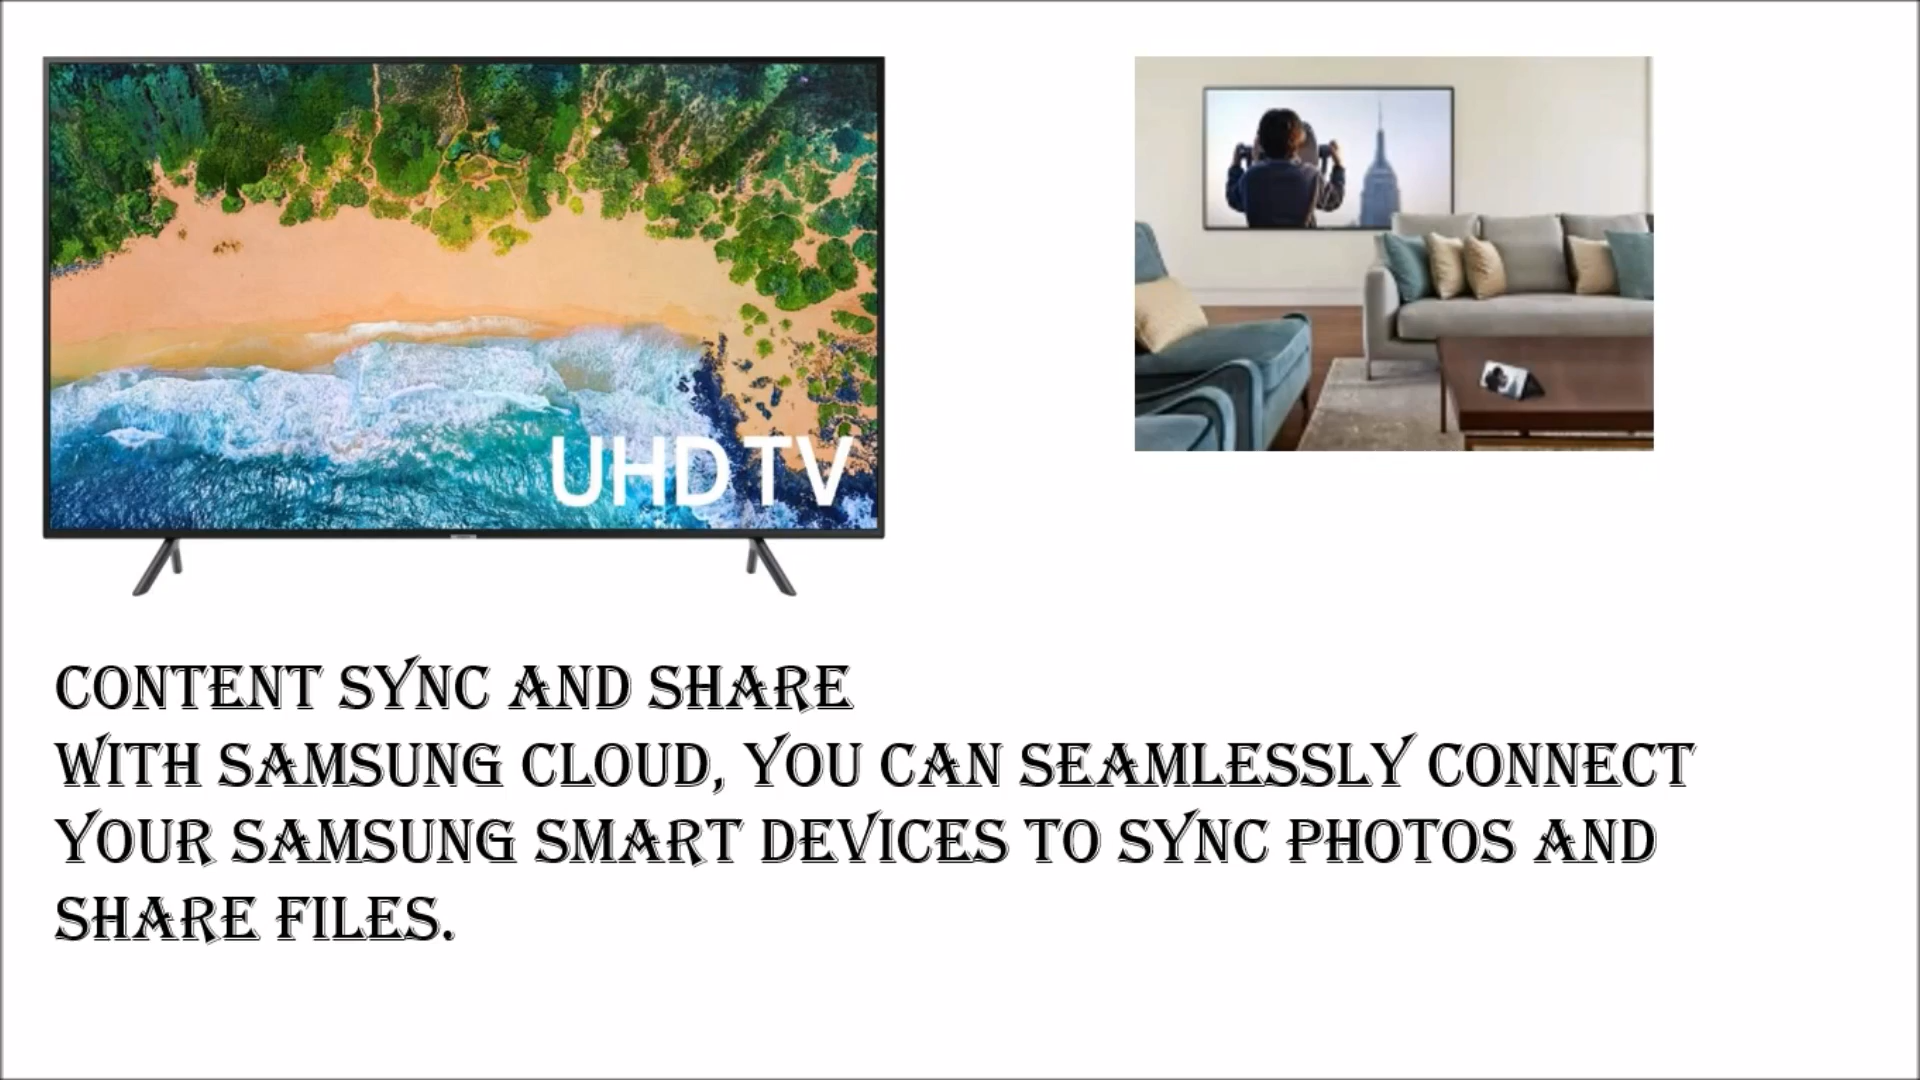 UHD TV
CONTENT SYNC AND SHARE
WITH SAMSUNG CLOUD, YOU CAN SEAMLESSLY CONNECT
YOUR SAMSUNG SMART DEVICES TO SYNC PHOTOS AND
SHARE FILES.